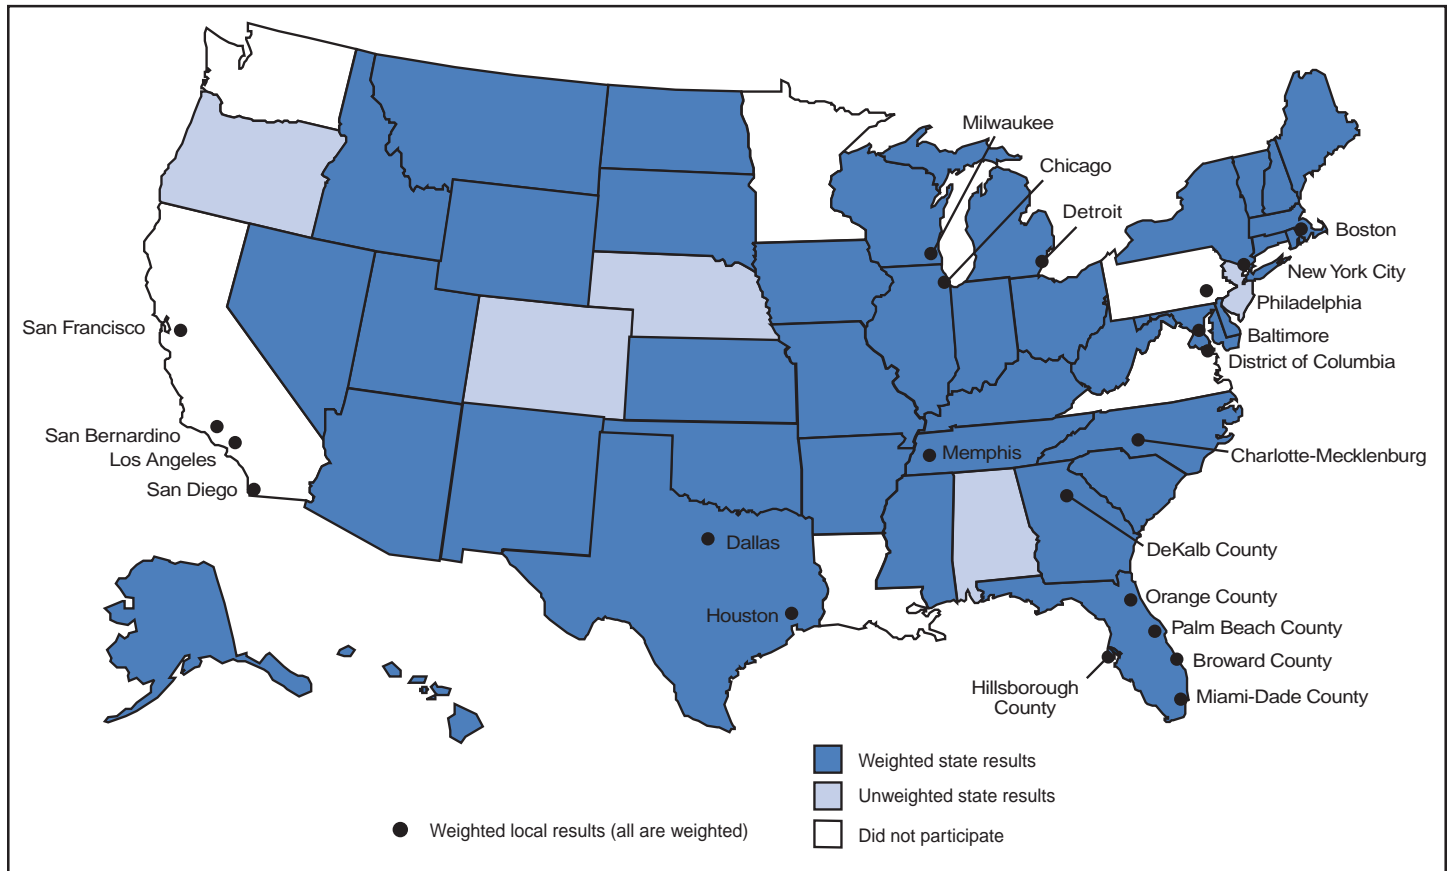 Milwaukee
Chicago
Detroit
Boston
New York City
Philadelphia
Baltimore
District of Columbia
San Francisco
San Bernardino
Los Angeles
San Diego
Memphis
Charlotte-Mecklenburg
Dallas
DeKalb County
Houston
Orange County
Palm Beach County
Broward County
Hillsborough
County
Miami-Dade County
Weighted state results
Unweighted state results
Weighted local results (all are weighted)
Did not participate